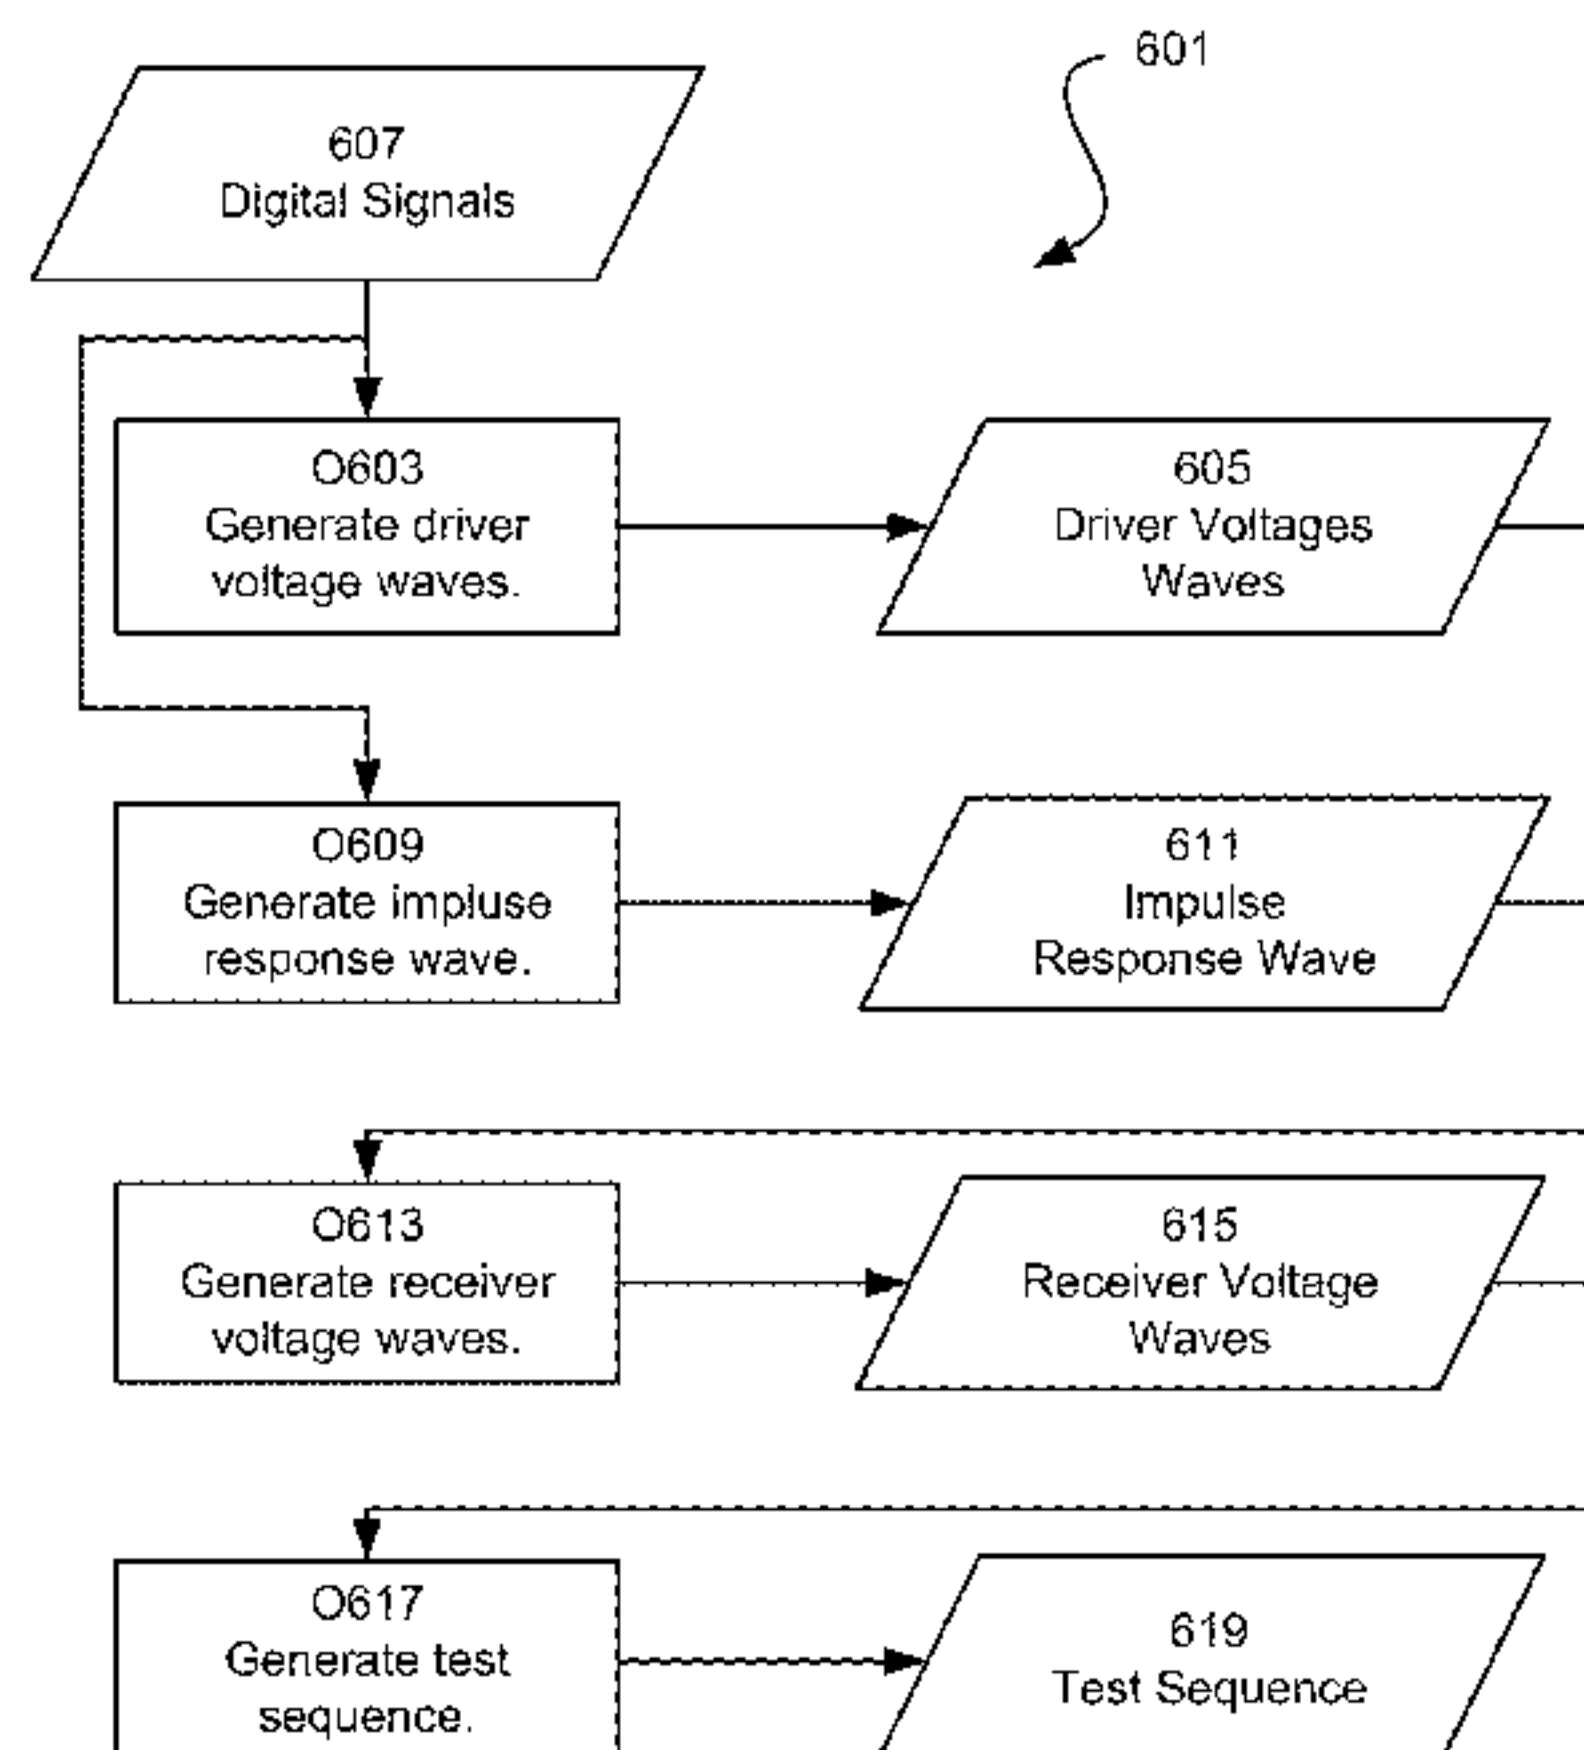 601
607
Digital Signals
O603
Generate driver
voltage waves.
605
Driver Voltages
Waves
O609
Generate impluse
response wave.
611
Impulse
Response Wave
O613
Generate receiver
voltage waves.
615
Receiver Voltage
Waves
O617
Generate test
sequence.
619
Test Sequence